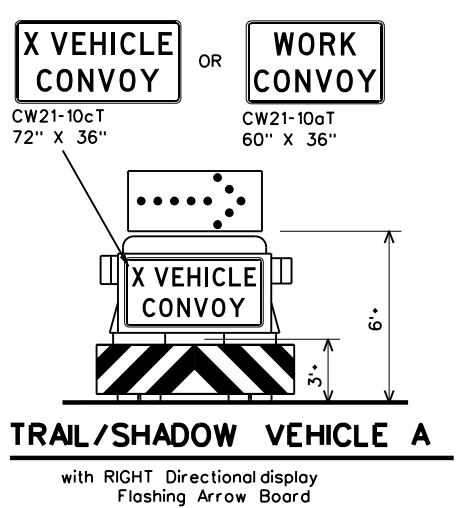 X VEHICLE
CONVOY
OR
WORK
CONVOY
CW21-10cT
72" X 36"
CW21-10aT
60" X 36"
X VEHICLE
CONVOY
6'+
3'+
TRAIL/SHADOW VEHICLE A
with RIGHT Directional display
Flashing Arrow Board